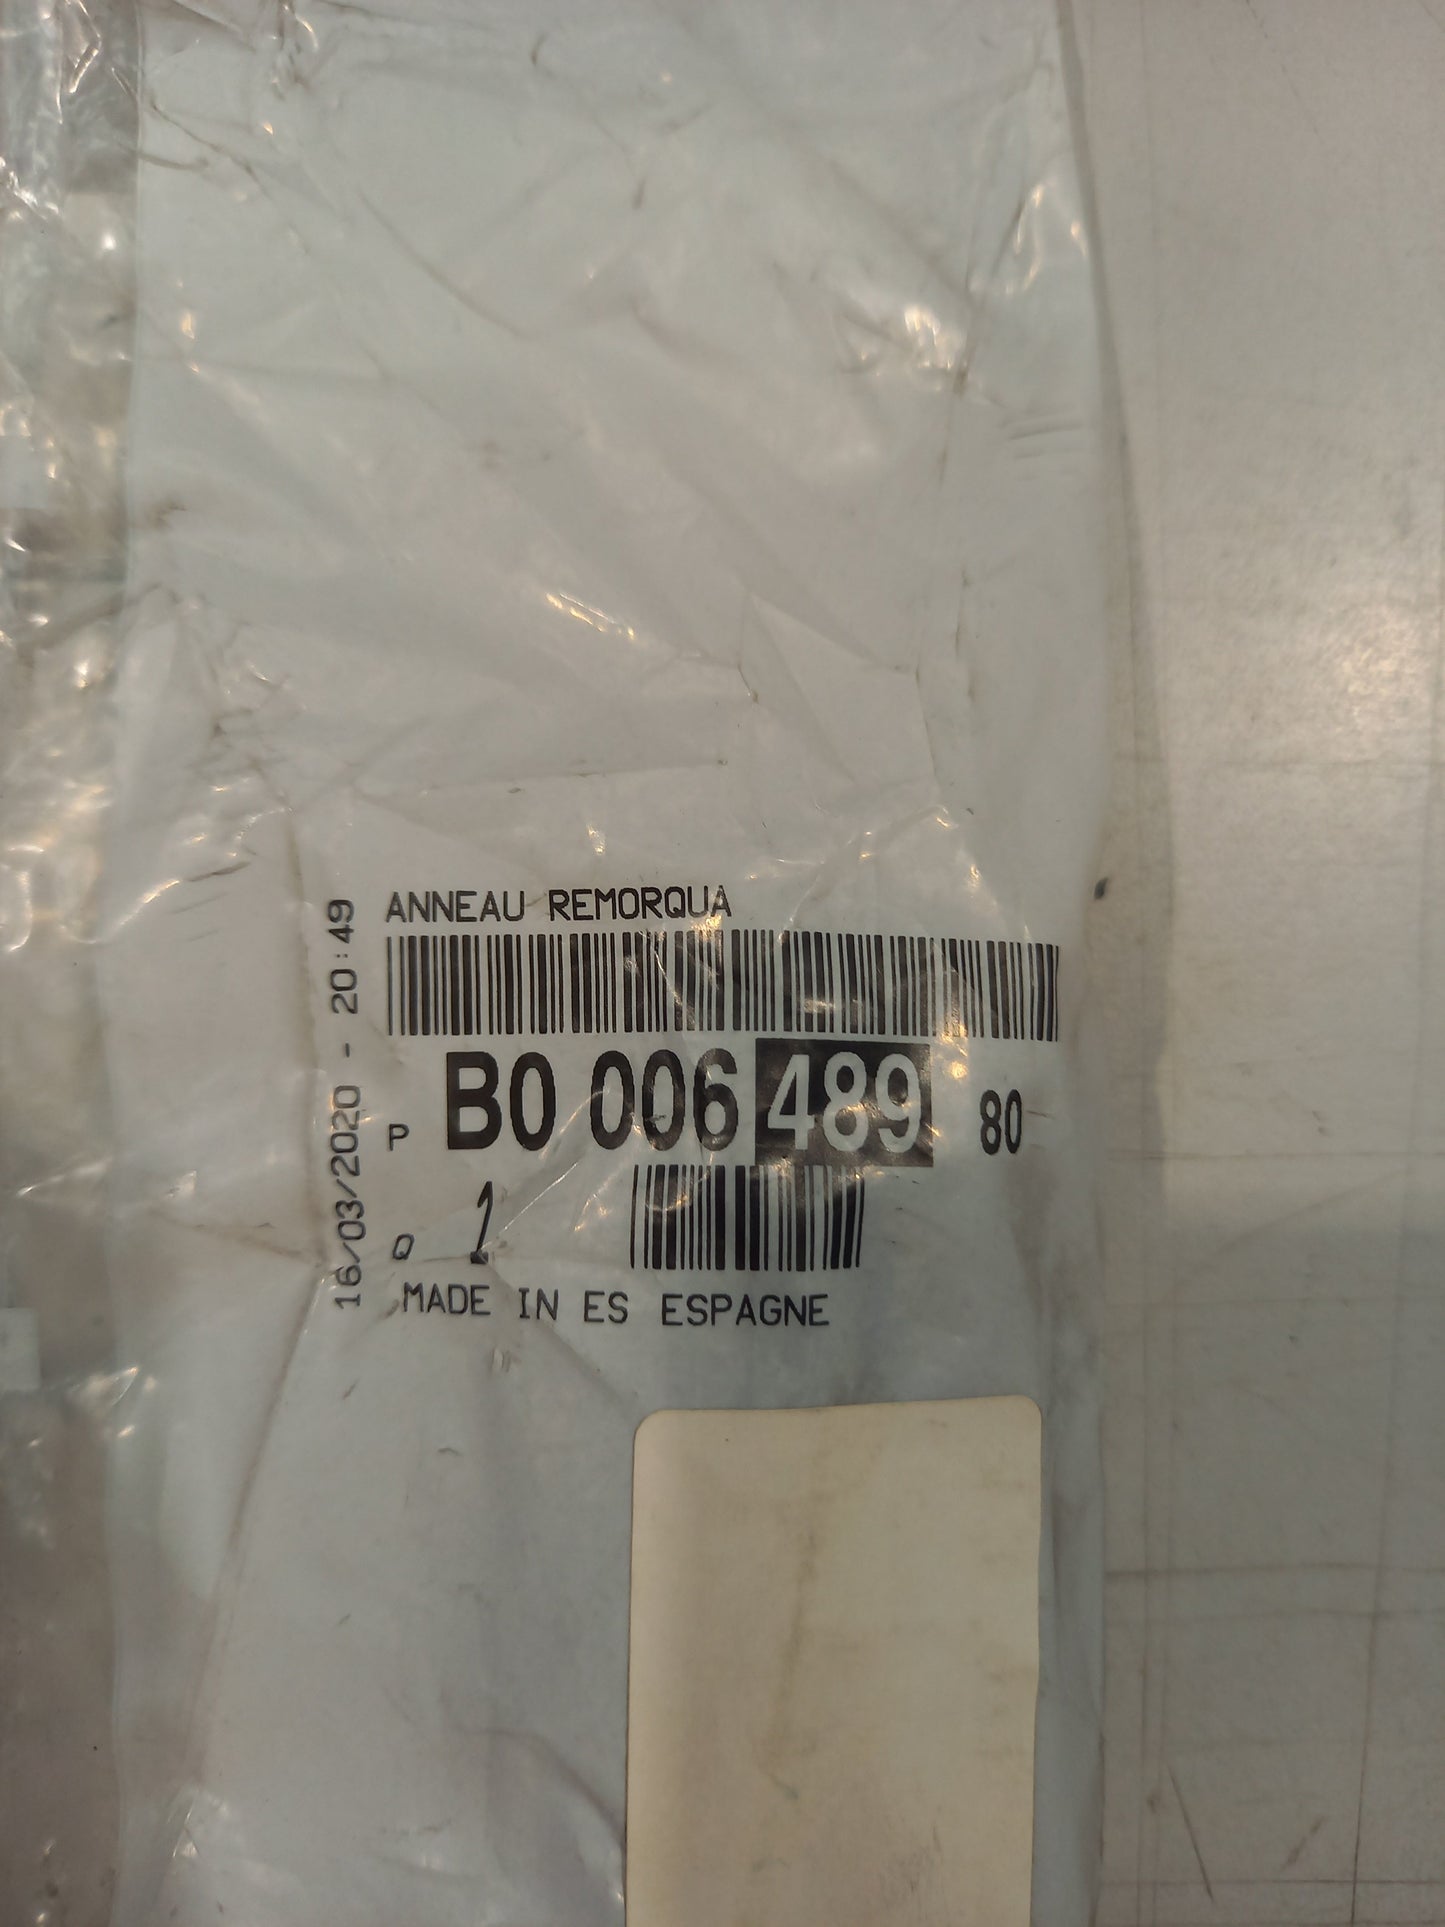 ANNEAU REMORQUA
P B0 006 489 80
Q 1
MADE IN ES ESPAGNE
16/03/2020 - 20:49